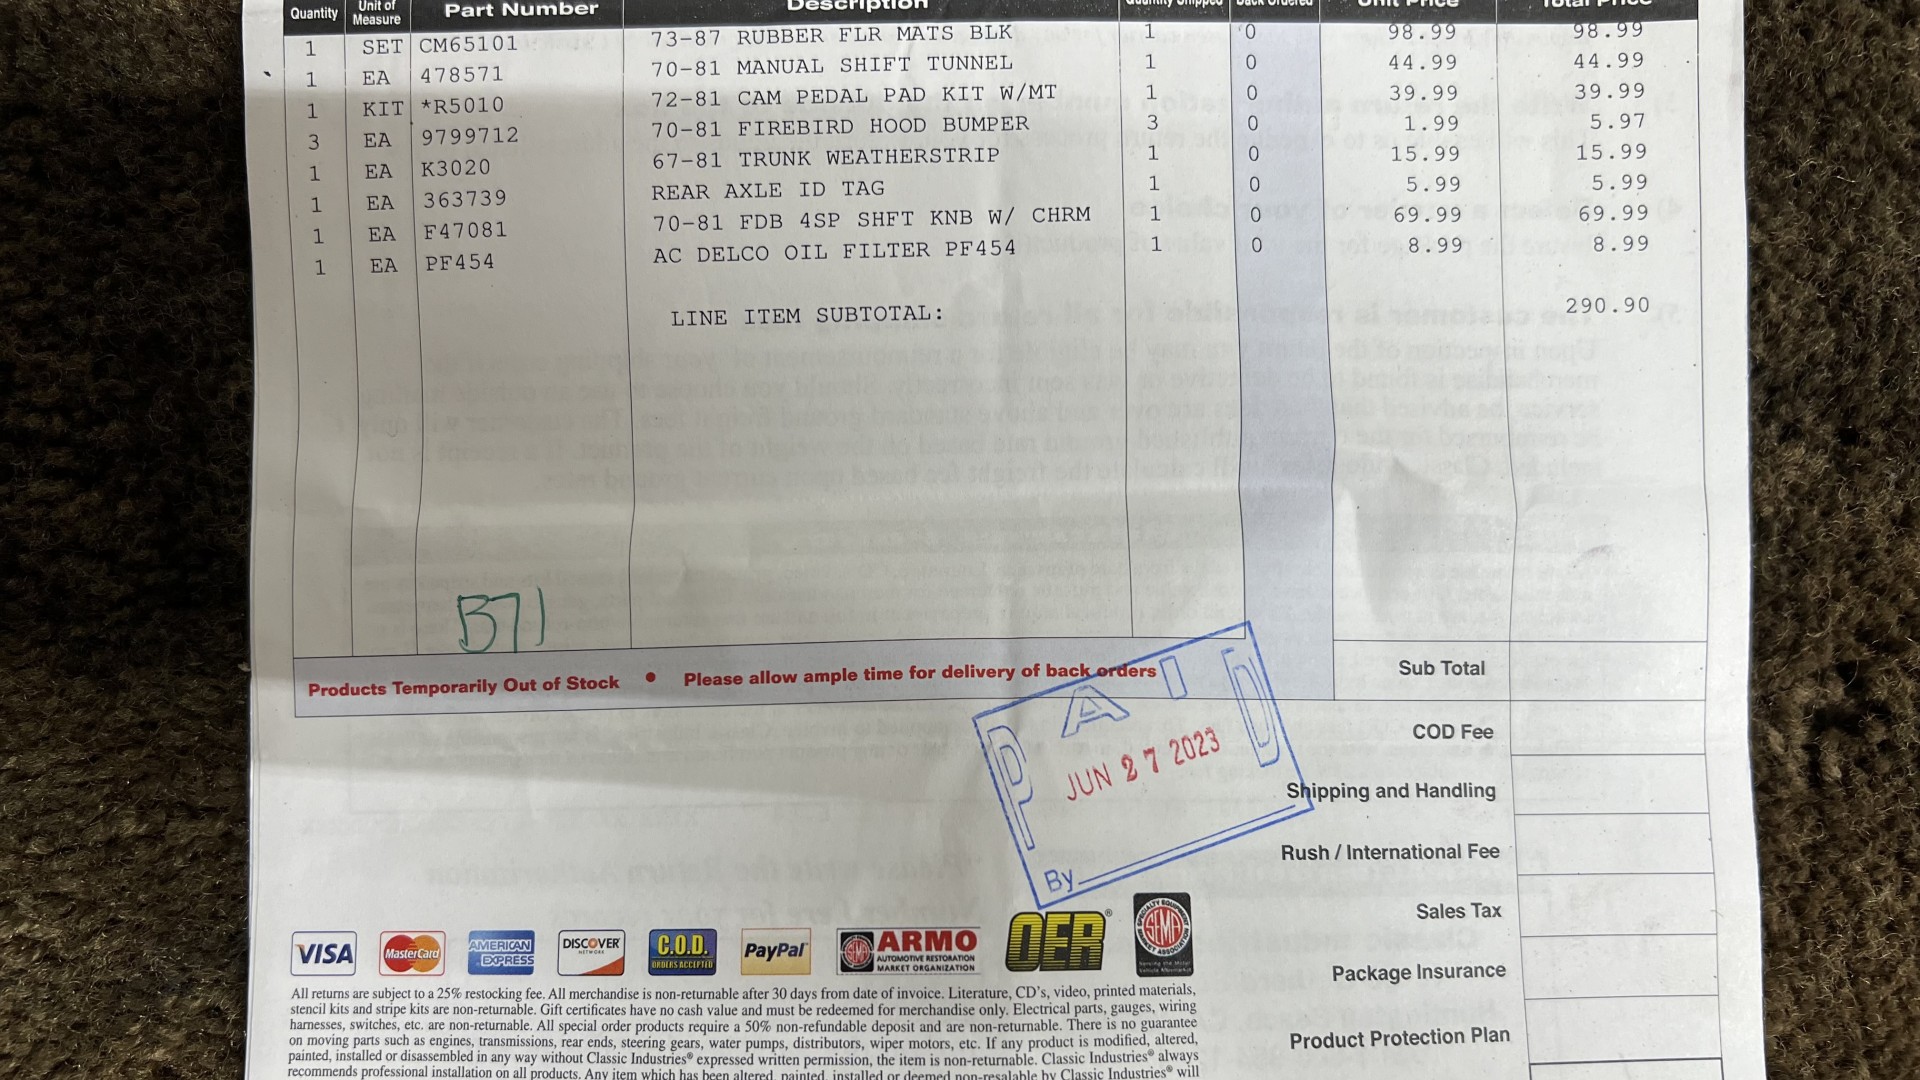 Quantity Unit of Measure Part Number Description Quantity Shipped Back Ordered Unit Price Total Price
1 SET CM65101 73-87 RUBBER FLR MATS BLK 1 0 98.99 98.99
1 EA 478571 70-81 MANUAL SHIFT TUNNEL 1 0 44.99 44.99
1 KIT *R5010 72-81 CAM PEDAL PAD KIT W/MT 1 0 39.99 39.99
3 EA 9799712 70-81 FIREBIRD HOOD BUMPER 3 0 1.99 5.97
1 EA K3020 67-81 TRUNK WEATHERSTRIP 1 0 15.99 15.99
1 EA 363739 REAR AXLE ID TAG 1 0 5.99 5.99
1 EA F47081 70-81 FDB 4SP SHFT KNB W/ CHRM 1 0 69.99 69.99
1 EA PF454 AC DELCO OIL FILTER PF454 1 0 8.99 8.99
LINE ITEM SUBTOTAL: 290.90
B71
Products Temporarily Out of Stock • Please allow ample time for delivery of back orders
Sub Total
COD Fee
Shipping and Handling
Rush / International Fee
Sales Tax
Package Insurance
Product Protection Plan
PAID
JUN 27 2023
By
VISA MasterCard AMERICAN EXPRESS DISCOVER NETWORK C.O.D. ORDERS ACCEPTED PayPal SEMA ARMO AUTOMOTIVE RESTORATION MARKET ORGANIZATION OER® SEMA
All returns are subject to a 25% restocking fee. All merchandise is non-returnable after 30 days from date of invoice. Literature, CD's, video, printed materials,
stencil kits and stripe kits are non-returnable. Gift certificates have no cash value and must be redeemed for merchandise only. Electrical parts, gauges, wiring
harnesses, switches, etc. are non-returnable. All special order products require a 50% non-refundable deposit and are non-returnable. There is no guarantee
on moving parts such as engines, transmissions, rear ends, steering gears, water pumps, distributors, wiper motors, etc. If any product is modified, altered,
painted, installed or disassembled in any way without Classic Industries® expressed written permission, the item is non-returnable. Classic Industries® always
recommends professional installation on all products. Any item which has been altered, painted, installed or deemed non-resalable by Classic Industries® will